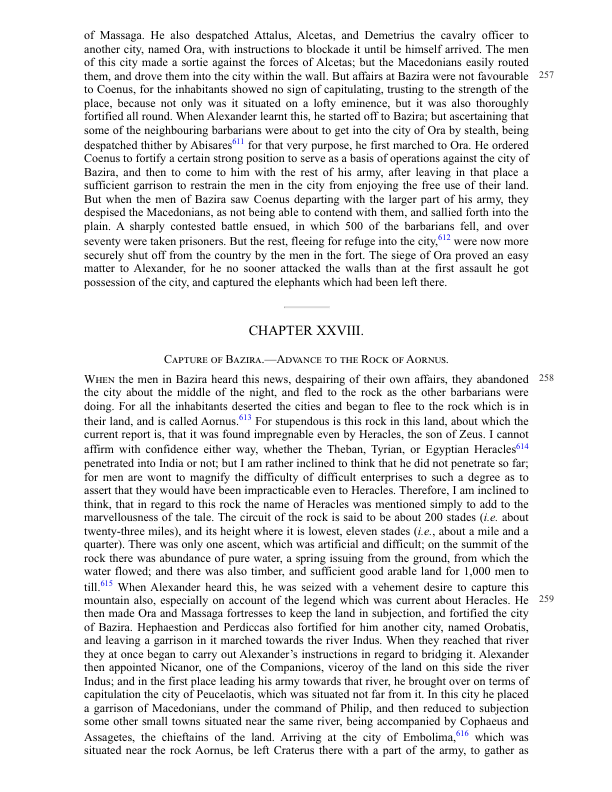 of Massaga. He also despatched Attalus, Alcetas, and Demetrius the cavalry officer to
another city, named Ora, with instructions to blockade it until be himself arrived. The men
of this city made a sortie against the forces of Alcetas; but the Macedonians easily routed
them, and drove them into the city within the wall. But affairs at Bazira were not favourable 257
to Coenus, for the inhabitants showed no sign of capitulating, trusting to the strength of the
place, because not only was it situated on a lofty eminence, but it was also thoroughly
fortified all round. When Alexander learnt this, he started off to Bazira; but ascertaining that
some of the neighbouring barbarians were about to get into the city of Ora by stealth, being
despatched thither by Abisares611 for that very purpose, he first marched to Ora. He ordered
Coenus to fortify a certain strong position to serve as a basis of operations against the city of
Bazira, and then to come to him with the rest of his army, after leaving in that place a
sufficient garrison to restrain the men in the city from enjoying the free use of their land.
But when the men of Bazira saw Coenus departing with the larger part of his army, they
despised the Macedonians, as not being able to contend with them, and sallied forth into the
plain. A sharply contested battle ensued, in which 500 of the barbarians fell, and over
seventy were taken prisoners. But the rest, fleeing for refuge into the city,612 were now more
securely shut off from the country by the men in the fort. The siege of Ora proved an easy
matter to Alexander, for he no sooner attacked the walls than at the first assault he got
possession of the city, and captured the elephants which had been left there.
CHAPTER XXVIII.
Capture of Bazira.—Advance to the Rock of Aornus.
When the men in Bazira heard this news, despairing of their own affairs, they abandoned 258
the city about the middle of the night, and fled to the rock as the other barbarians were
doing. For all the inhabitants deserted the cities and began to flee to the rock which is in
their land, and is called Aornus.613 For stupendous is this rock in this land, about which the
current report is, that it was found impregnable even by Heracles, the son of Zeus. I cannot
affirm with confidence either way, whether the Theban, Tyrian, or Egyptian Heracles614
penetrated into India or not; but I am rather inclined to think that he did not penetrate so far;
for men are wont to magnify the difficulty of difficult enterprises to such a degree as to
assert that they would have been impracticable even to Heracles. Therefore, I am inclined to
think, that in regard to this rock the name of Heracles was mentioned simply to add to the
marvellousness of the tale. The circuit of the rock is said to be about 200 stades (i.e. about
twenty-three miles), and its height where it is lowest, eleven stades (i.e., about a mile and a
quarter). There was only one ascent, which was artificial and difficult; on the summit of the
rock there was abundance of pure water, a spring issuing from the ground, from which the
water flowed; and there was also timber, and sufficient good arable land for 1,000 men to
till.615 When Alexander heard this, he was seized with a vehement desire to capture this
mountain also, especially on account of the legend which was current about Heracles. He 259
then made Ora and Massaga fortresses to keep the land in subjection, and fortified the city
of Bazira. Hephaestion and Perdiccas also fortified for him another city, named Orobatis,
and leaving a garrison in it marched towards the river Indus. When they reached that river
they at once began to carry out Alexander’s instructions in regard to bridging it. Alexander
then appointed Nicanor, one of the Companions, viceroy of the land on this side the river
Indus; and in the first place leading his army towards that river, he brought over on terms of
capitulation the city of Peucelaotis, which was situated not far from it. In this city he placed
a garrison of Macedonians, under the command of Philip, and then reduced to subjection
some other small towns situated near the same river, being accompanied by Cophaeus and
Assagetes, the chieftains of the land. Arriving at the city of Embolima,616 which was
situated near the rock Aornus, be left Craterus there with a part of the army, to gather as